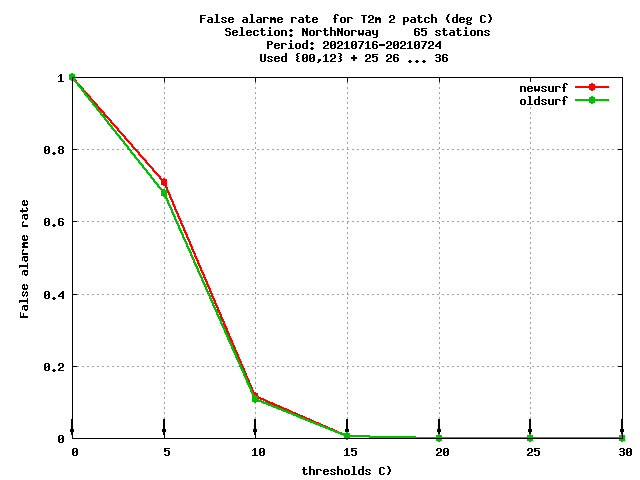 False alarme rate  for T2m 2 patch (deg C)
Selection: NorthNorway     65 stations
Period: 20210716-20210724
Used {00,12} + 25 26 ... 36
newsurf
oldsurf
1
0.8
0.6
0.4
0.2
0
False alarme rate
0 5 10 15 20 25 30
thresholds C)